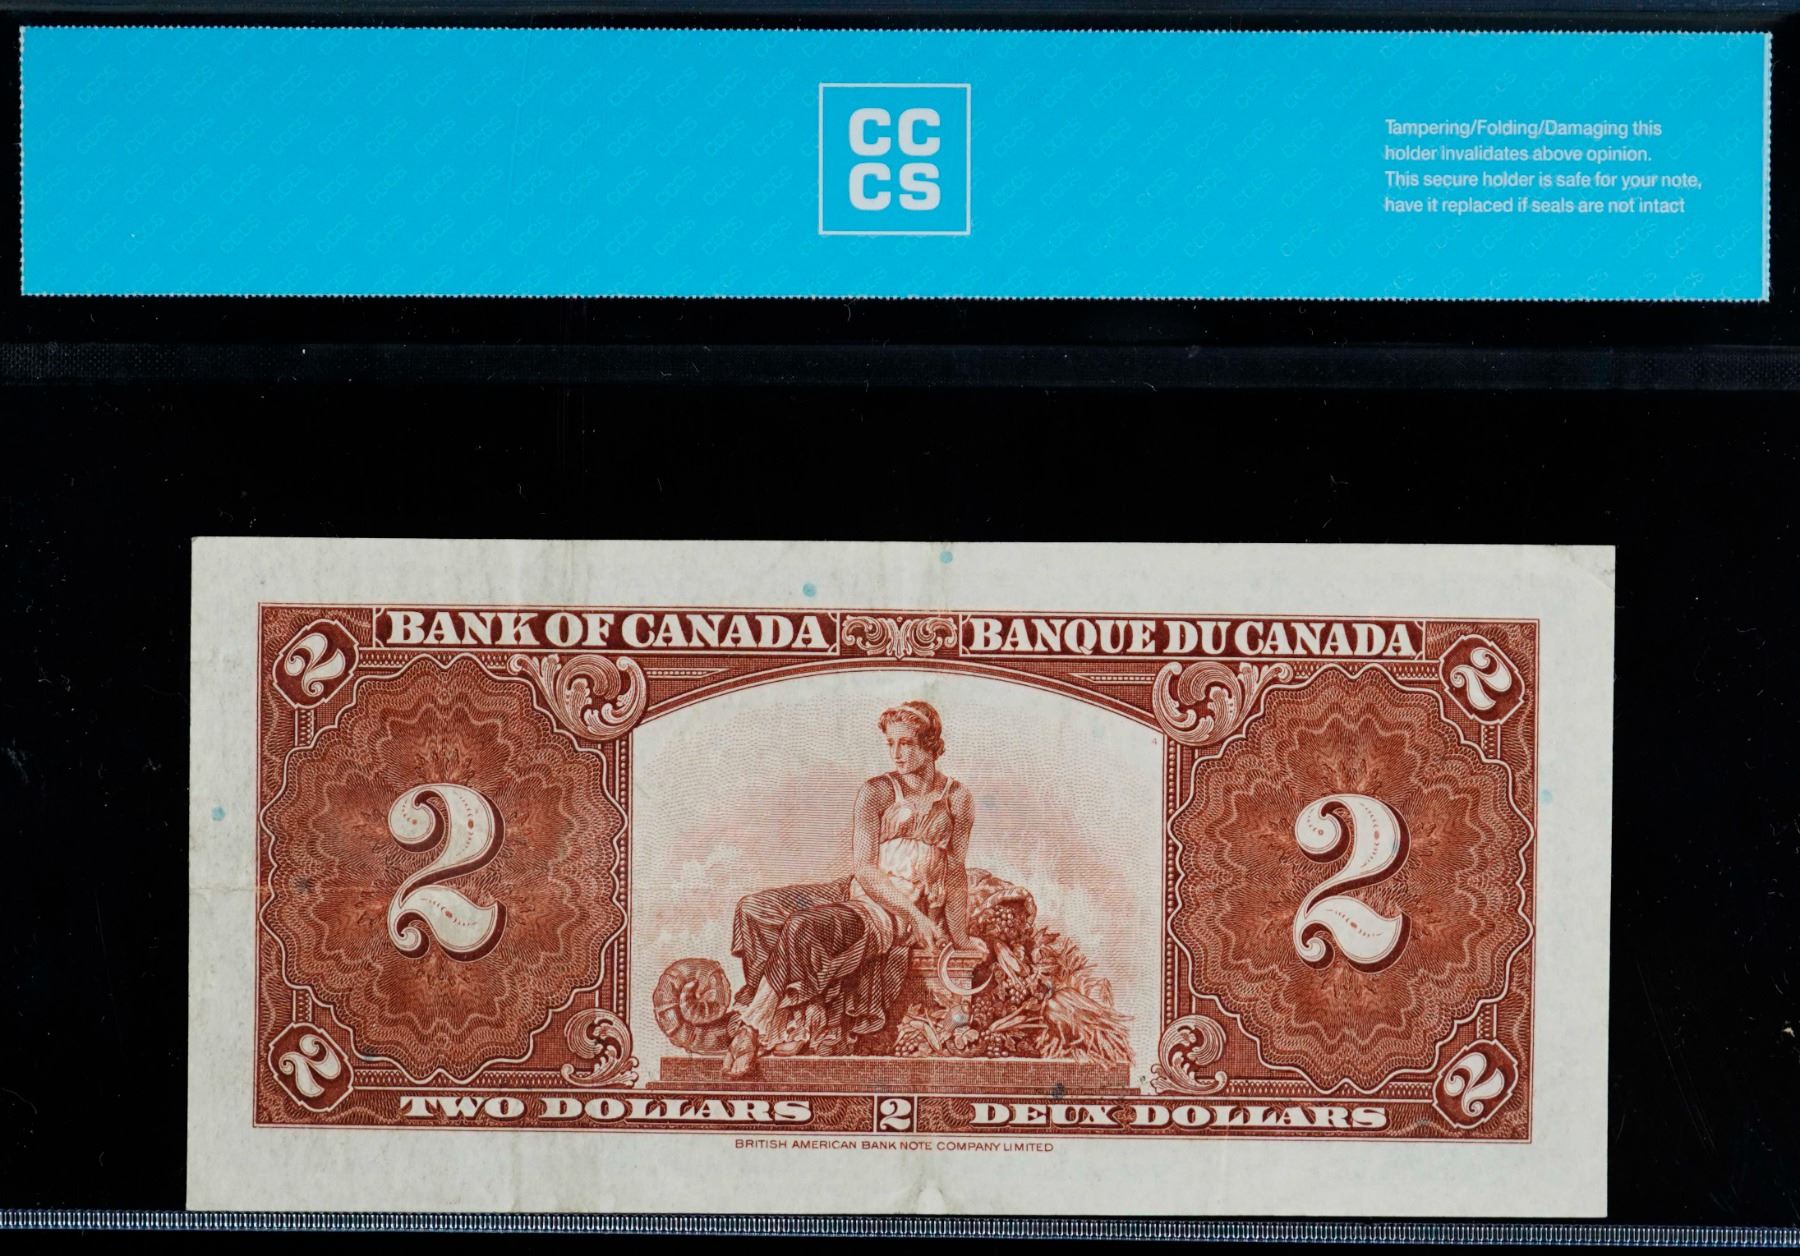 CC
CS
Tampering/Folding/Damaging this
holder Invalidates above opinion.
This secure holder is safe for your note,
have it replaced if seals are not intact
2 BANK OF CANADA BANQUE DU CANADA 2
4
2 2
2 TWO DOLLARS 2 DEUX DOLLARS 2
BRITISH AMERICAN BANK NOTE COMPANY LIMITED